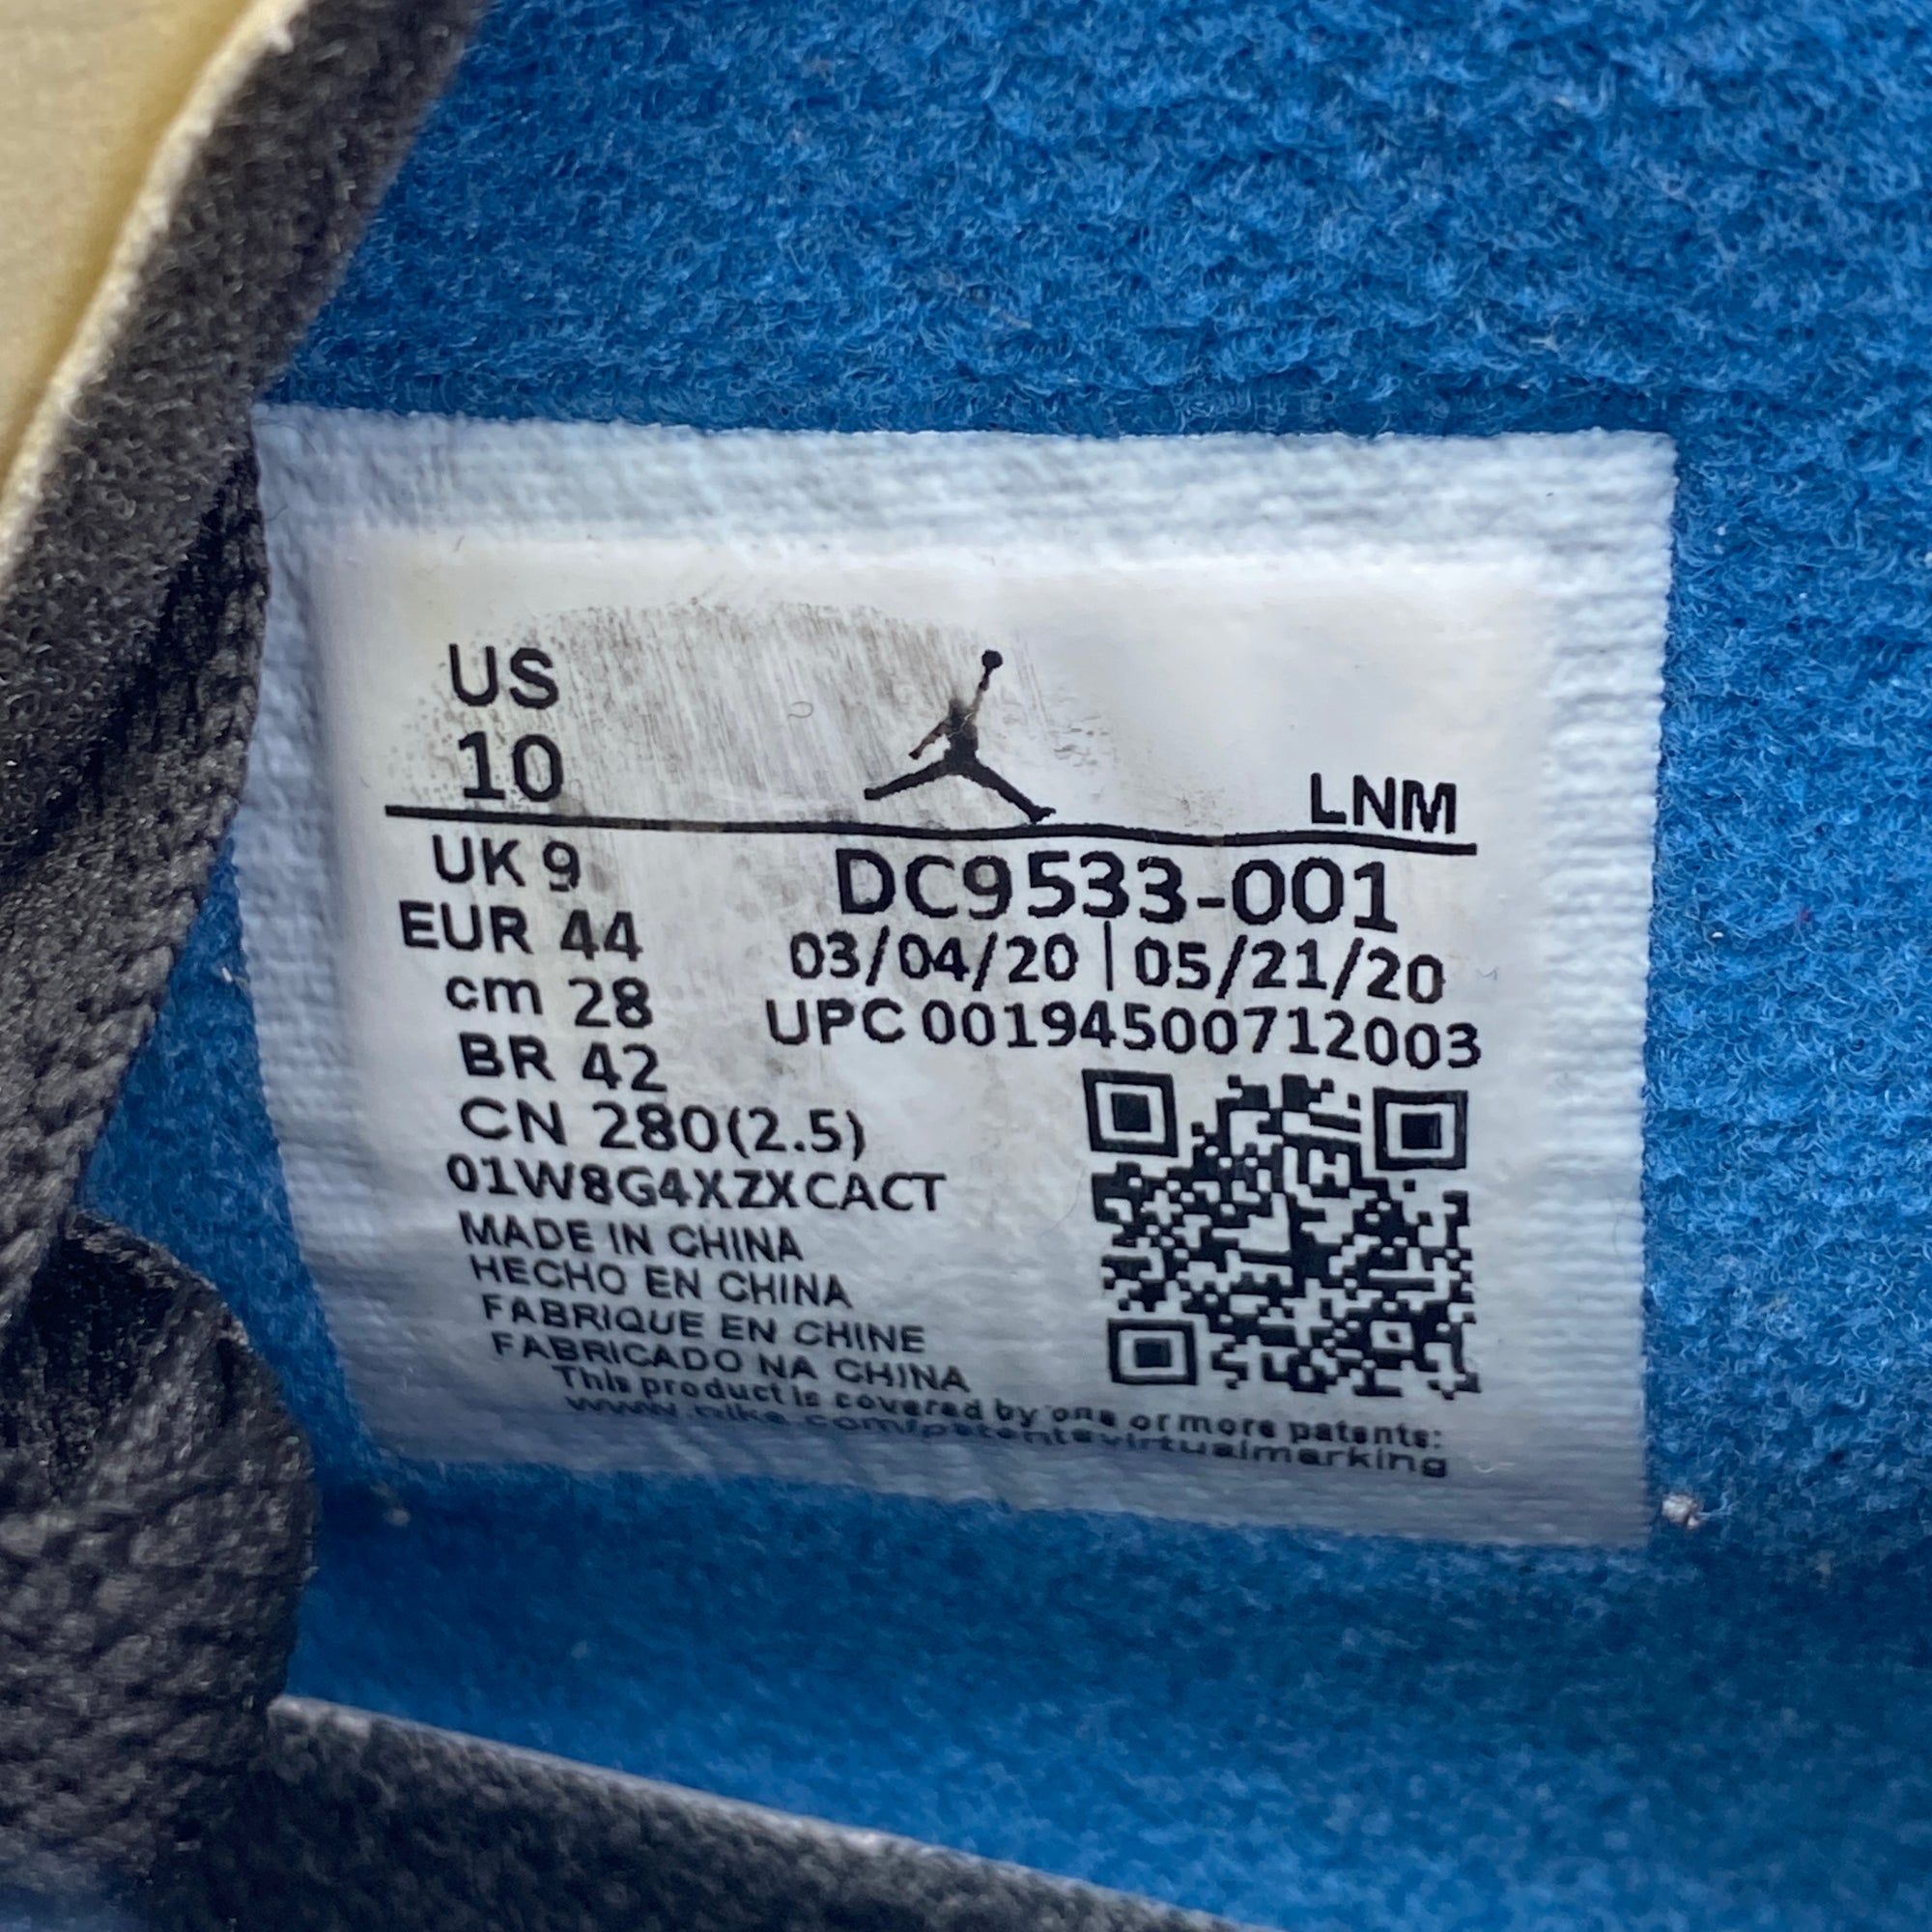 US
10
LNM
UK 9
EUR 44
cm 28
BR 42
CN 280(2.5)
DC9533-001
03/04/20 | 05/21/20
UPC 00194500712003
01W8G4XZXCACT
MADE IN CHINA
HECHO EN CHINA
FABRIQUE EN CHINE
FABRICADO NA CHINA
This product is covered by one or more patents:
www.nike.com/patentsvirtualmarking